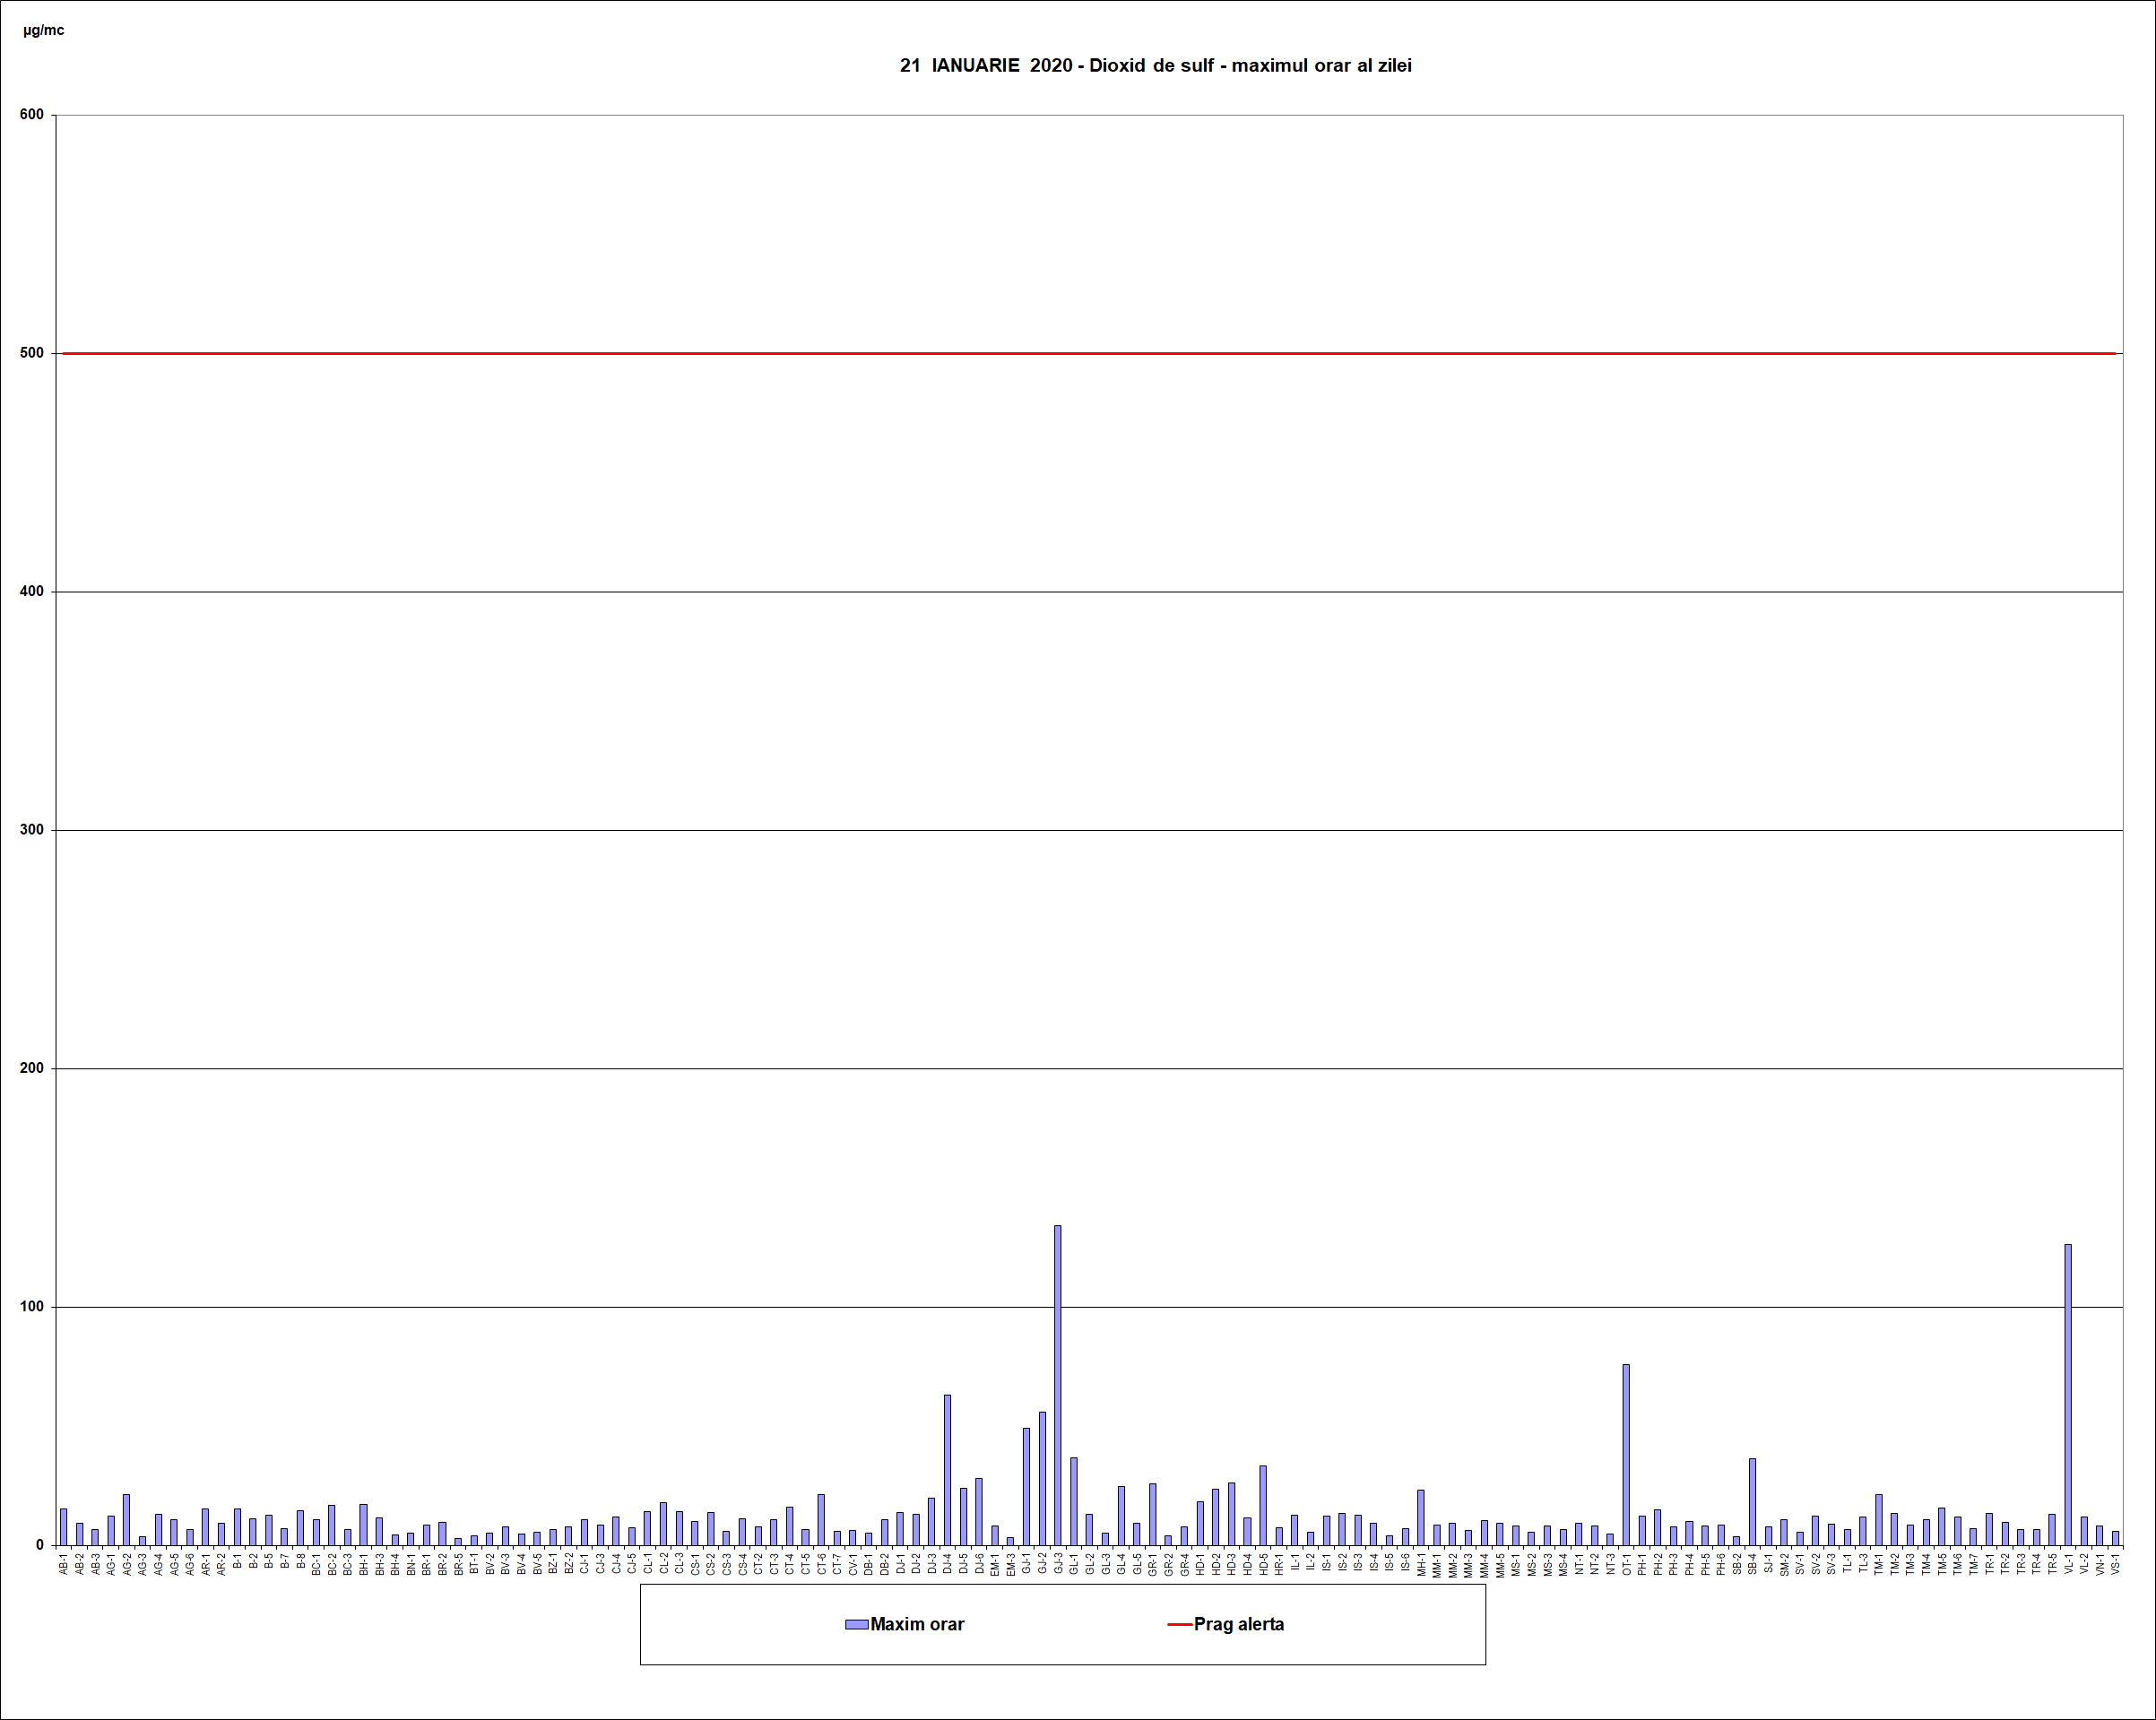 µg/mc
21 IANUARIE 2020 - Dioxid de sulf - maximul orar al zilei
600
500
400
300
200
100
0
AB-1 AB-2 AB-3 AG-1 AG-2 AG-3 AG-4 AG-5 AG-6 AR-1 AR-2 B-1 B-2 B-5 B-7 B-8 BC-1 BC-2 BC-3 BH-1 BH-3 BH-4 BN-1 BR-1 BR-2 BR-5 BT-1 BV-2 BV-3 BV-4 BV-5 BZ-1 BZ-2 CJ-1 CJ-3 CJ-4 CJ-5 CL-1 CL-2 CL-3 CS-1 CS-2 CS-3 CS-4 CT-2 CT-3 CT-4 CT-5 CT-6 CT-7 CV-1 DB-1 DB-2 DJ-1 DJ-2 DJ-3 DJ-4 DJ-5 DJ-6 EM-1 EM-3 GJ-1 GJ-2 GJ-3 GL-1 GL-2 GL-3 GL-4 GL-5 GR-1 GR-2 GR-4 HD-1 HD-2 HD-3 HD-4 HD-5 HR-1 IL-1 IL-2 IS-1 IS-2 IS-3 IS-4 IS-5 IS-6 MH-1 MM-1 MM-2 MM-3 MM-4 MM-5 MS-1 MS-2 MS-3 MS-4 NT-1 NT-2 NT-3 OT-1 PH-1 PH-2 PH-3 PH-4 PH-5 PH-6 SB-2 SB-4 SJ-1 SM-2 SV-1 SV-2 SV-3 TL-1 TL-3 TM-1 TM-2 TM-3 TM-4 TM-5 TM-6 TM-7 TR-1 TR-2 TR-3 TR-4 TR-5 VL-1 VL-2 VN-1 VS-1
Maxim orar Prag alerta